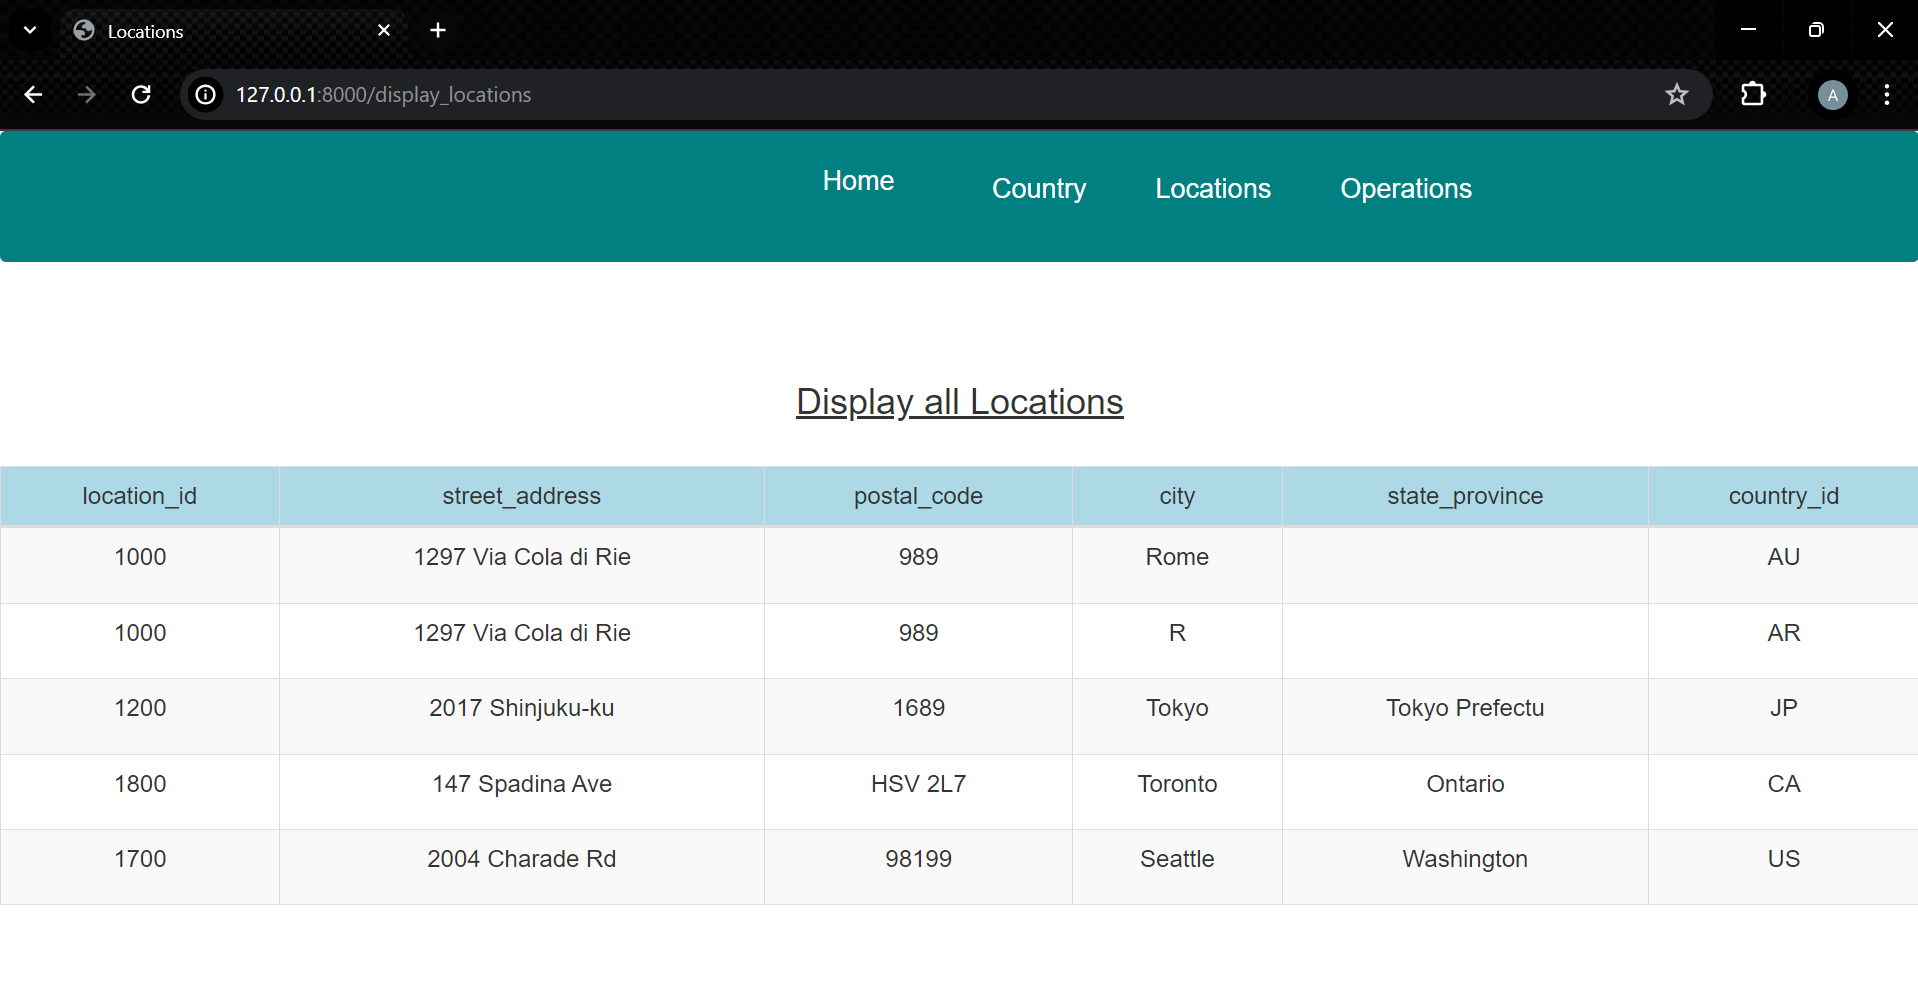 Locations
127.0.0.1:8000/display_locations
A
Home Country Locations Operations
Display all Locations
location_id street_address postal_code city state_province country_id
1000 1297 Via Cola di Rie 989 Rome AU
1000 1297 Via Cola di Rie 989 R AR
1200 2017 Shinjuku-ku 1689 Tokyo Tokyo Prefectu JP
1800 147 Spadina Ave HSV 2L7 Toronto Ontario CA
1700 2004 Charade Rd 98199 Seattle Washington US